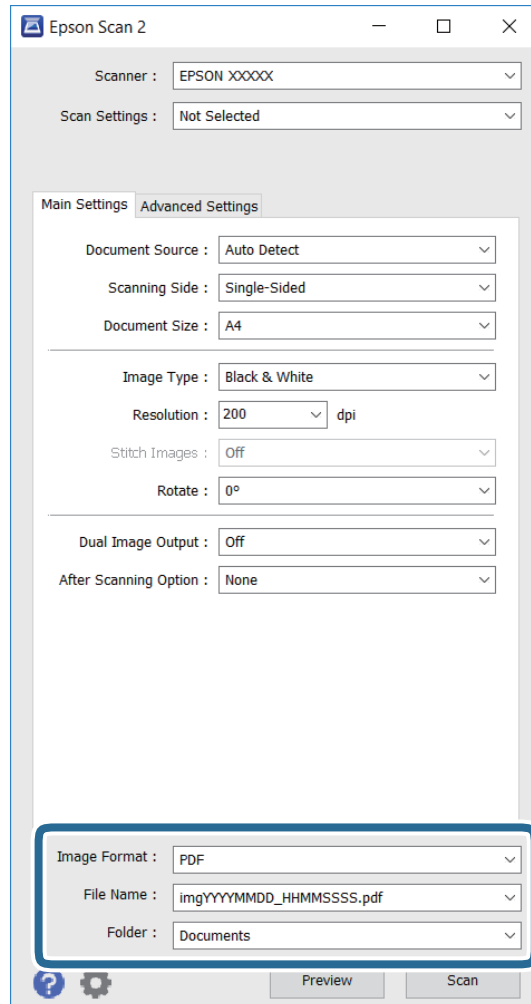 Epson Scan 2
Scanner : EPSON XXXXX
Scan Settings : Not Selected
Main Settings Advanced Settings
Document Source : Auto Detect
Scanning Side : Single-Sided
Document Size : A4
Image Type : Black & White
Resolution : 200 dpi
Stitch Images : Off
Rotate : 0º
Dual Image Output : Off
After Scanning Option : None
Image Format : PDF
File Name : imgYYYYMMDD_HHMMSSSS.pdf
Folder : Documents
? Preview Scan